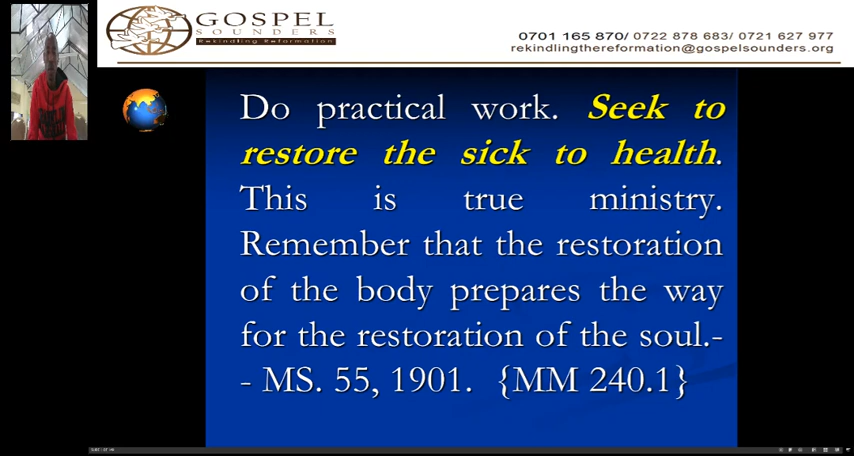 GOSPEL
SOUNDERS
Rekindling Reformation
0701 165 870/ 0722 878 683/ 0721 627 977
rekindlingthereformation@gospelsounders.org
Do practical work. Seek to
restore the sick to health.
This is true ministry.
Remember that the restoration
of the body prepares the way
for the restoration of the soul.-
- MS. 55, 1901. {MM 240.1}